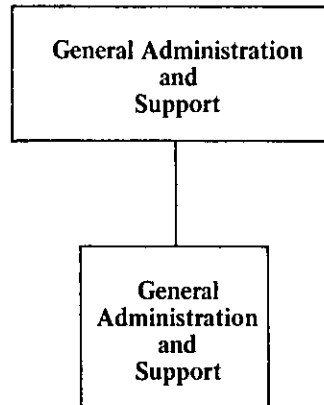 General Administration
and
Support
General
Administration
and
Support